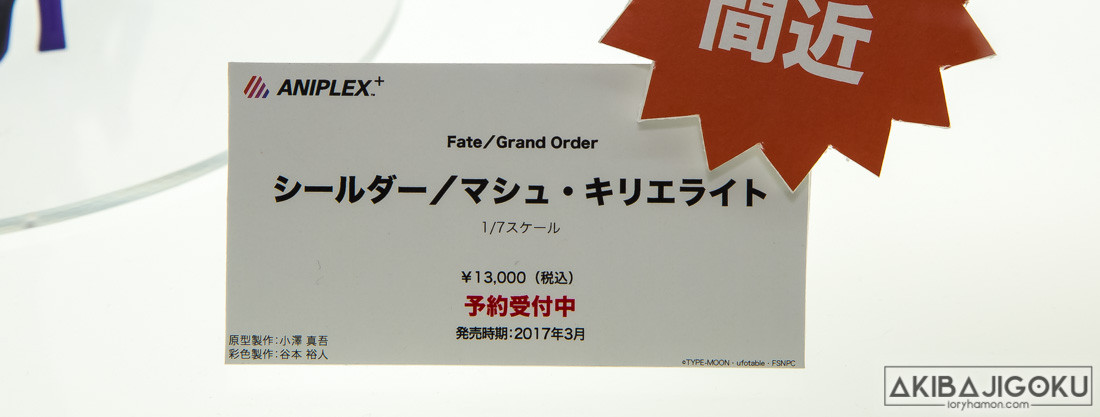 間近
ANIPLEX+
Fate/Grand Order
シールダー/マシュ・キリエライト
1/7スケール
¥13,000(税込)
予約受付中
発売時期:2017年3月
原型製作:小澤 真吾
彩色製作:谷本 裕人
©TYPE-MOON・ufotable・FSNPC
AKIBAJIGOKU
loryhamon.com